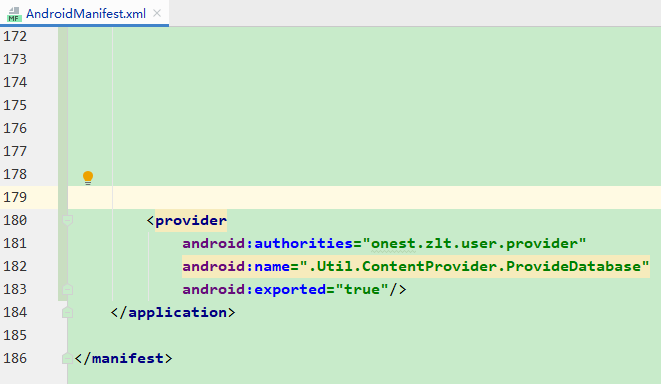 AndroidManifest.xml
172
173
174
175
176
177
178
179
180 <provider
181 android:authorities="onest.zlt.user.provider"
182 android:name=".Util.ContentProvider.ProvideDatabase"
183 android:exported="true"/>
184 </application>
185
186 </manifest>